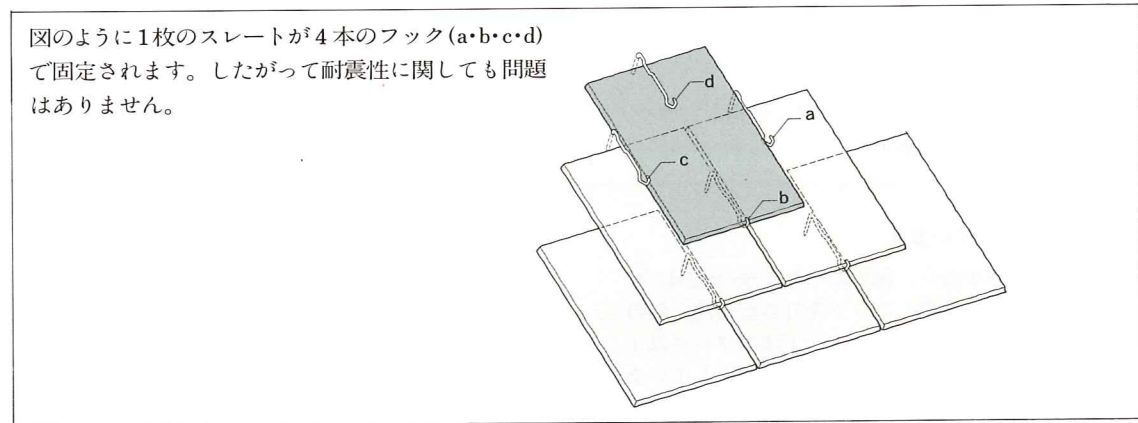 図のように1枚のスレートが4本のフック(a・b・c・d)
で固定されます。したがって耐震性に関しても問題
はありません。
d
a
c
b